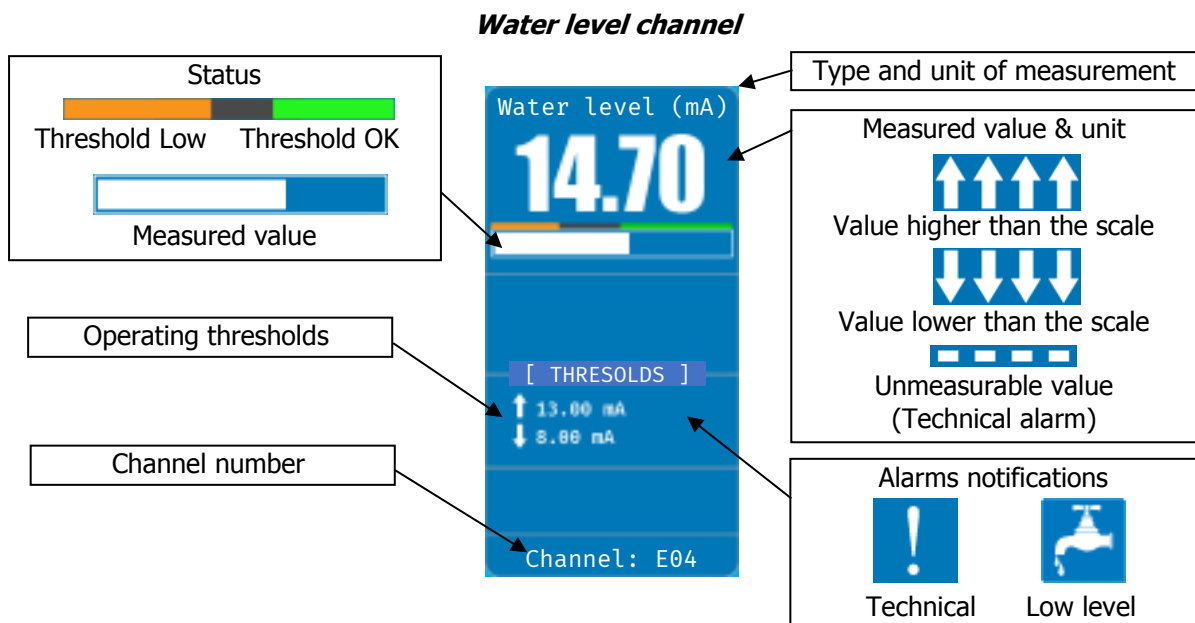 Water level channel
Status
Threshold Low Threshold OK
Measured value
Operating thresholds
Channel number
Water level (mA)
14.70
[ THRESOLDS ]
13.00 mA
8.00 mA
Channel: E04
Type and unit of measurement
Measured value & unit
Value higher than the scale
Value lower than the scale
Unmeasurable value
(Technical alarm)
Alarms notifications
Technical Low level